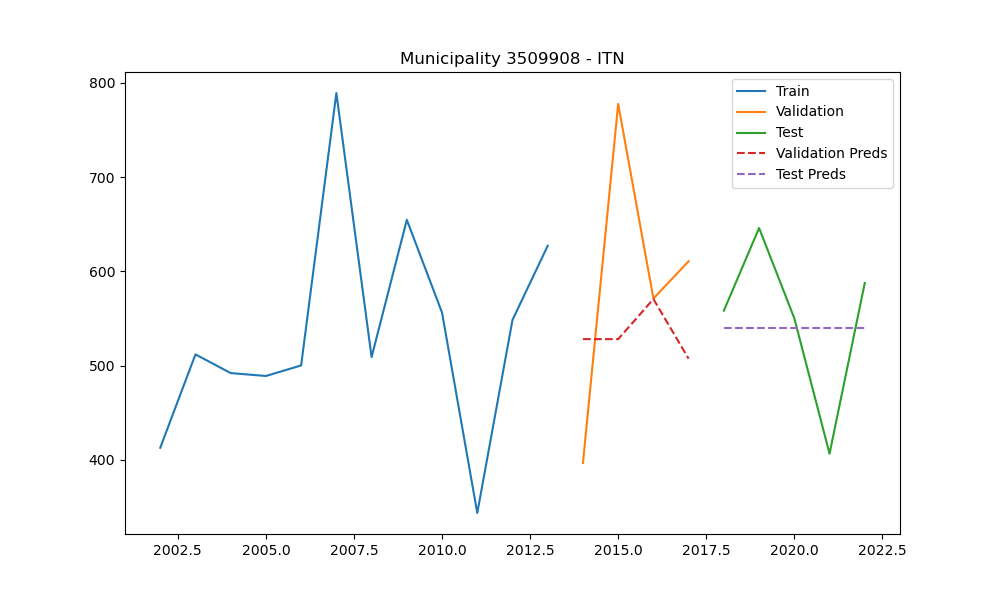 Municipality 3509908 - ITN
800
700
600
500
400
Train
Validation
Test
Validation Preds
Test Preds
2002.5 2005.0 2007.5 2010.0 2012.5 2015.0 2017.5 2020.0 2022.5